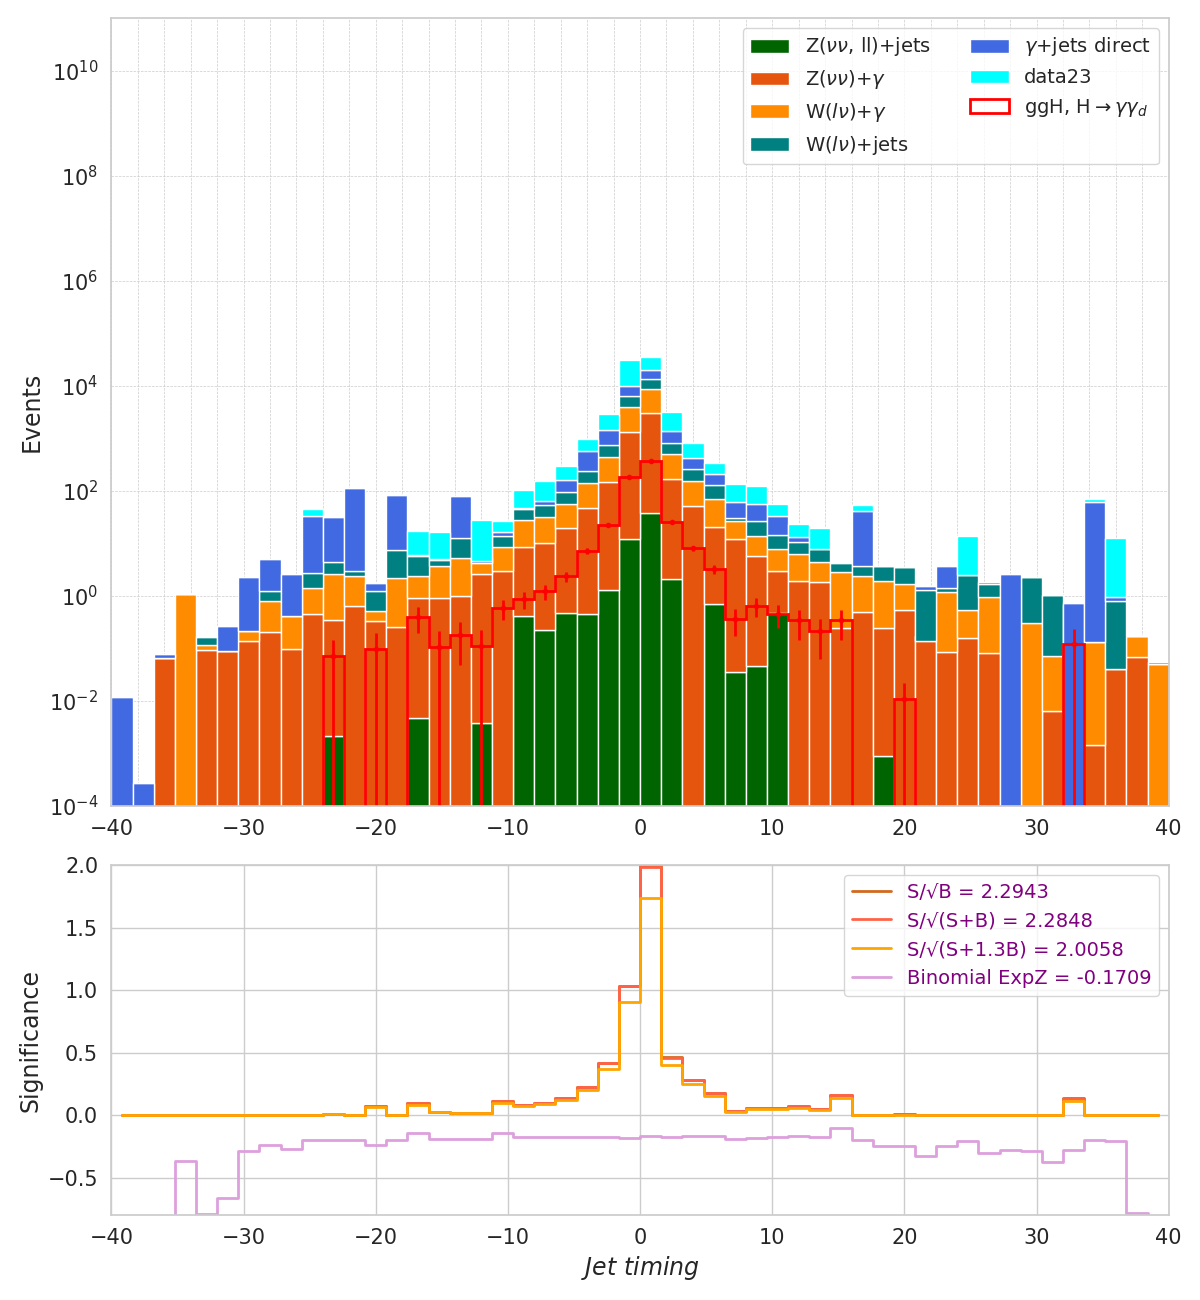 Z(νν, ll)+jets
Z(νν)+γ
W(lν)+γ
W(lν)+jets
γ+jets direct
data23
ggH, H→γγ_d
Events
10^10
10^8
10^6
10^4
10^2
10^0
10^−2
10^−4
−40 −30 −20 −10 0 10 20 30 40
S/√B = 2.2943
S/√(S+B) = 2.2848
S/√(S+1.3B) = 2.0058
Binomial ExpZ = -0.1709
Significance
2.0
1.5
1.0
0.5
0.0
−0.5
−40 −30 −20 −10 0 10 20 30 40
Jet timing